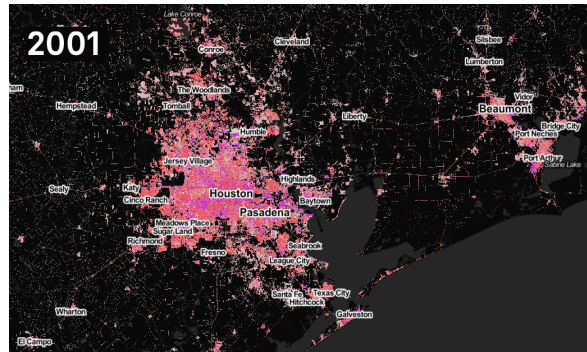 2001
Lake Conroe
Conroe
Cleveland
Silsbee
Lumberton
The Woodlands
Tomball
Hempstead
Vidor
Beaumont
Liberty
Humble
Bridge City
Port Neches
Jersey Village
Port Arthur
Sabine Lake
Highlands
Sealy
Katy
Houston
Cinco Ranch
Baytown
Pasadena
Meadows Place
Sugar Land
Richmond
Seabrook
Fresno
League City
Santa Fe
Texas City
Hitchcock
Wharton
Galveston
El Campo